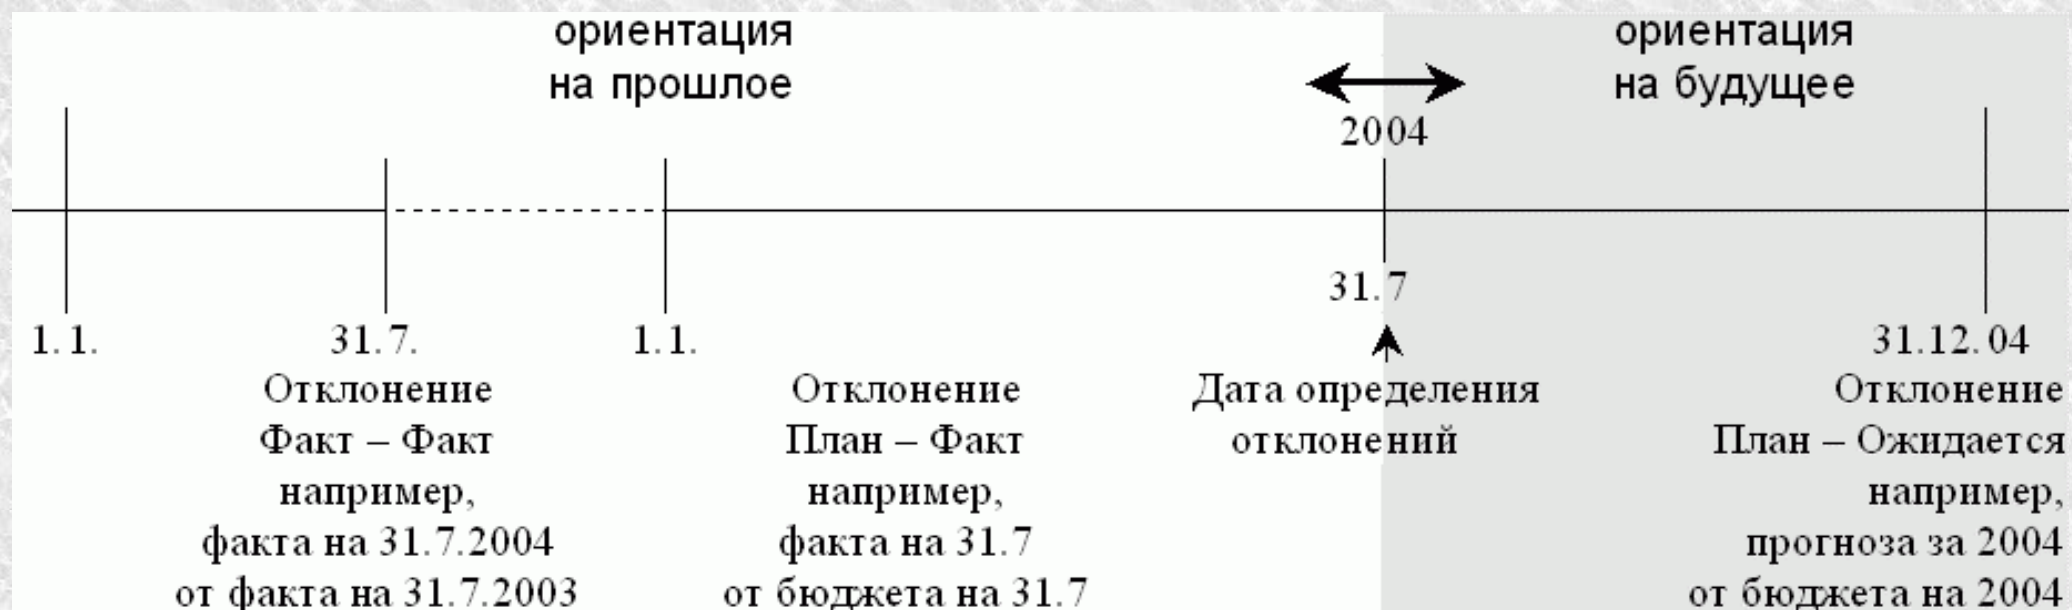 ориентация
на прошлое
ориентация
на будущее
2004
31.7
1.1.
31.7.
1.1.
31.12.04
Отклонение
Факт – Факт
например,
факта на 31.7.2004
от факта на 31.7.2003
Отклонение
План – Факт
например,
факта на 31.7
от бюджета на 31.7
Дата определения
отклонений
Отклонение
План – Ожидается
например,
прогноза за 2004
от бюджета на 2004